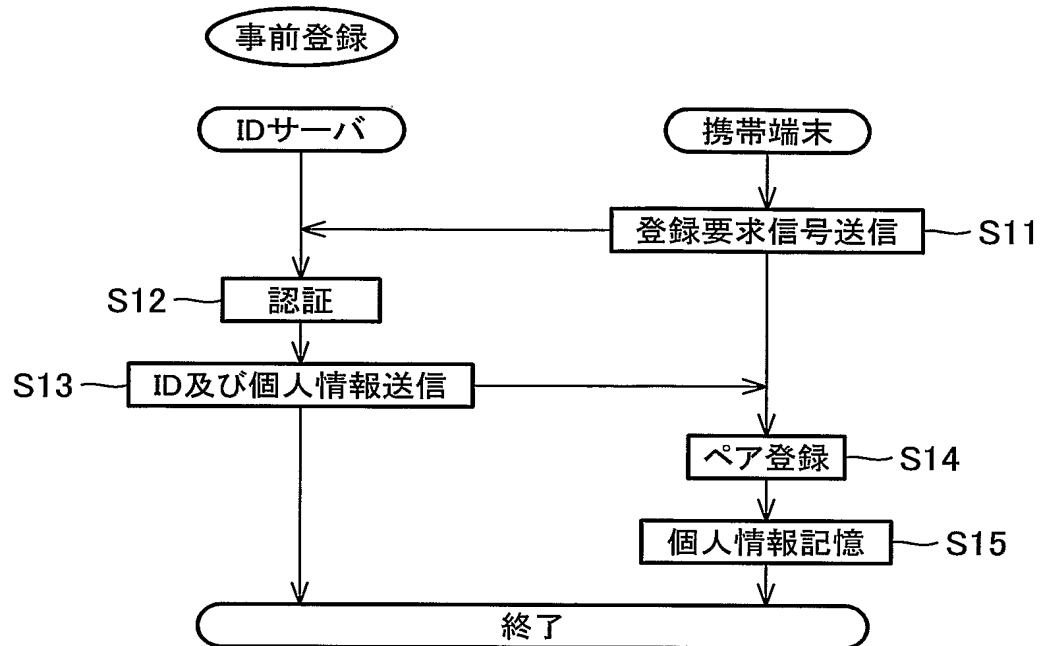 事前登録
IDサーバ
携帯端末
登録要求信号送信
S11
S12
認証
S13
ID及び個人情報送信
ペア登録
S14
個人情報記憶
S15
終了